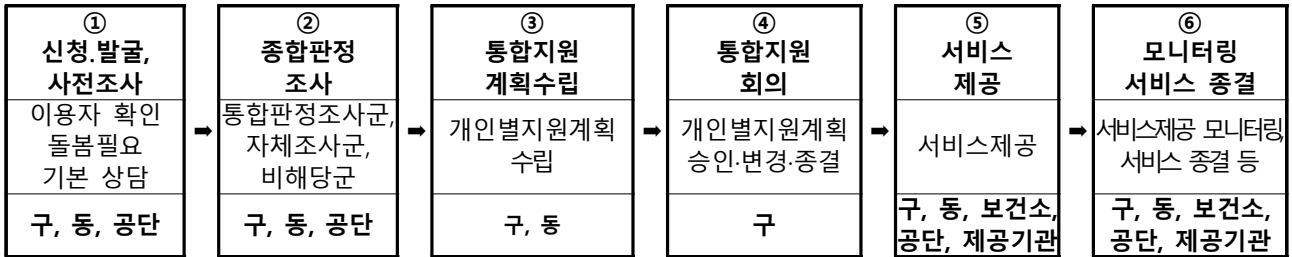 ①
신청.발굴,
사전조사
이용자 확인
돌봄필요
기본 상담
구, 동, 공단
➡
②
종합판정
조사
통합판정조사군,
자체조사군,
비해당군
구, 동, 공단
➡
③
통합지원
계획수립
개인별지원계획
수립
구, 동
➡
④
통합지원
회의
개인별지원계획
승인·변경·종결
구
➡
⑤
서비스
제공
서비스제공
구, 동, 보건소,
공단, 제공기관
➡
⑥
모니터링
서비스 종결
서비스제공 모니터링,
서비스 종결 등
구, 동, 보건소,
공단, 제공기관